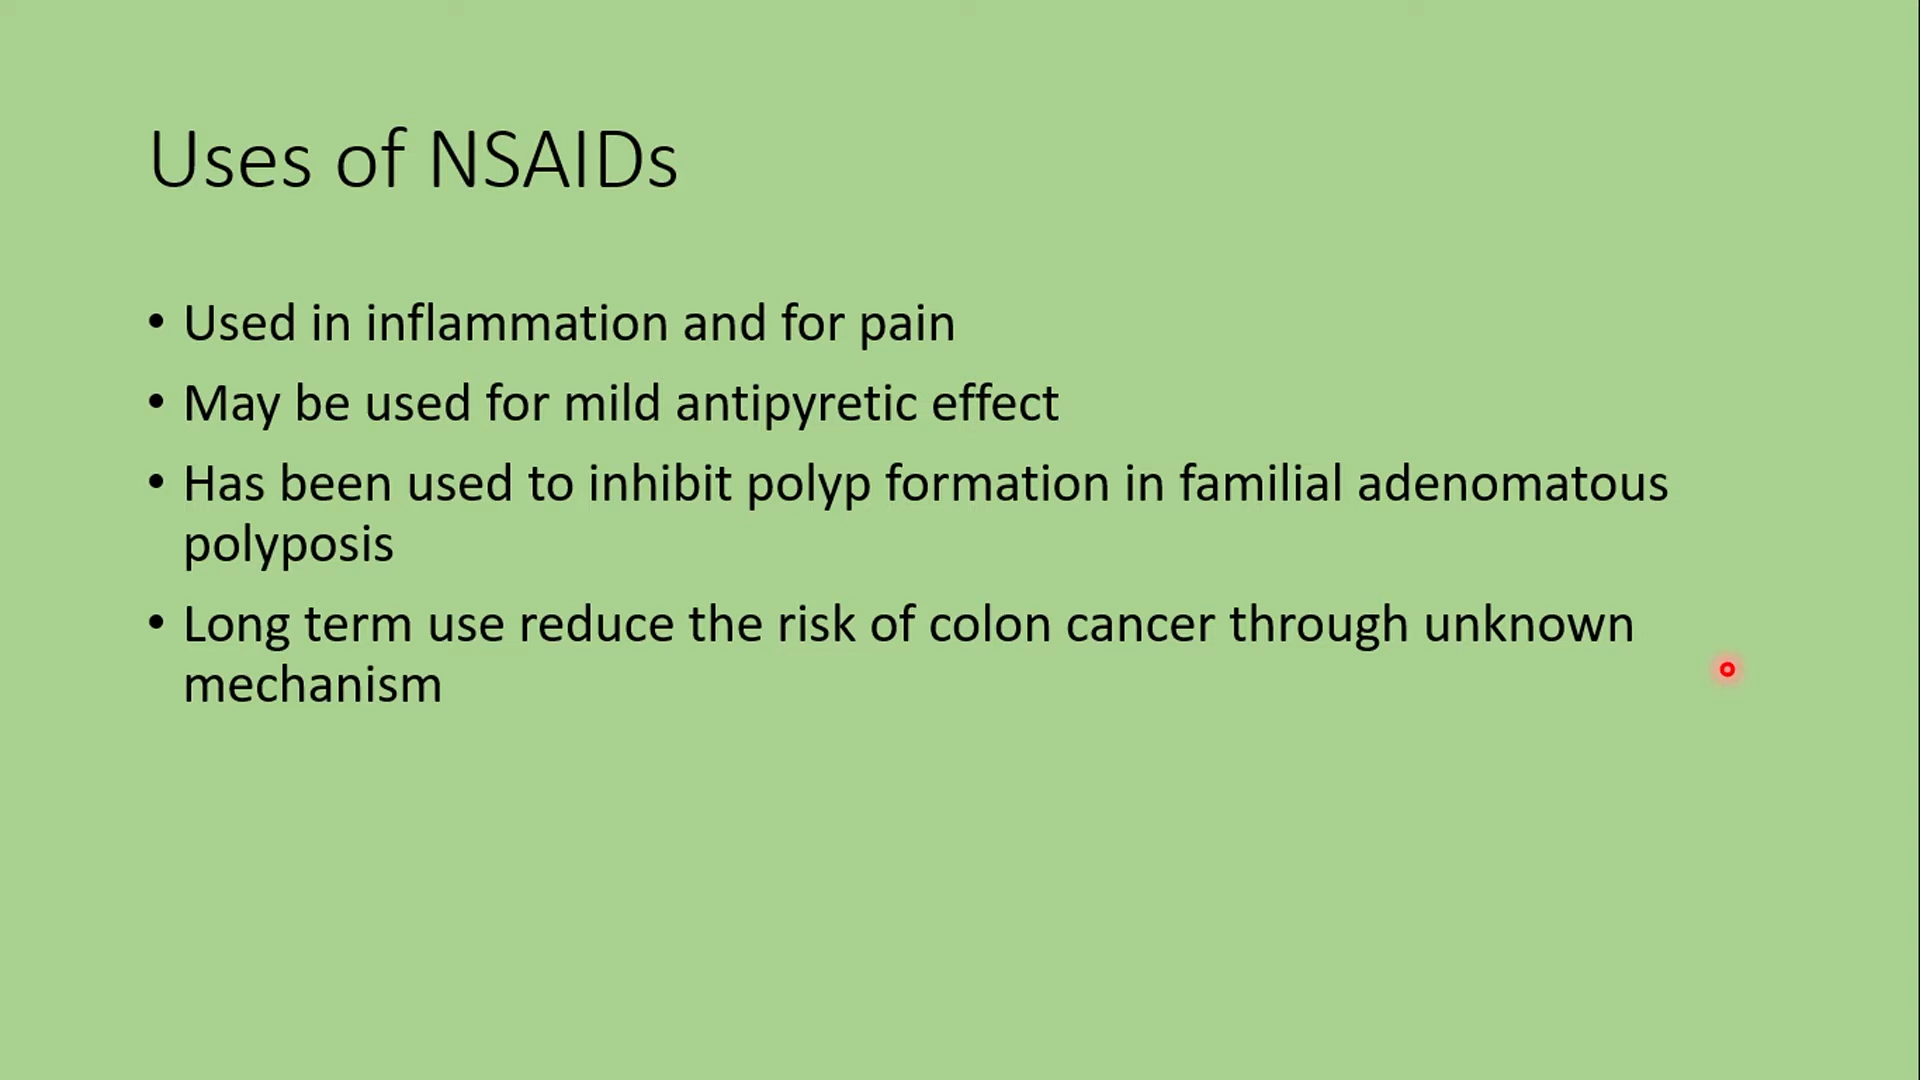 Uses of NSAIDs
• Used in inflammation and for pain
• May be used for mild antipyretic effect
• Has been used to inhibit polyp formation in familial adenomatous
polyposis
• Long term use reduce the risk of colon cancer through unknown
mechanism